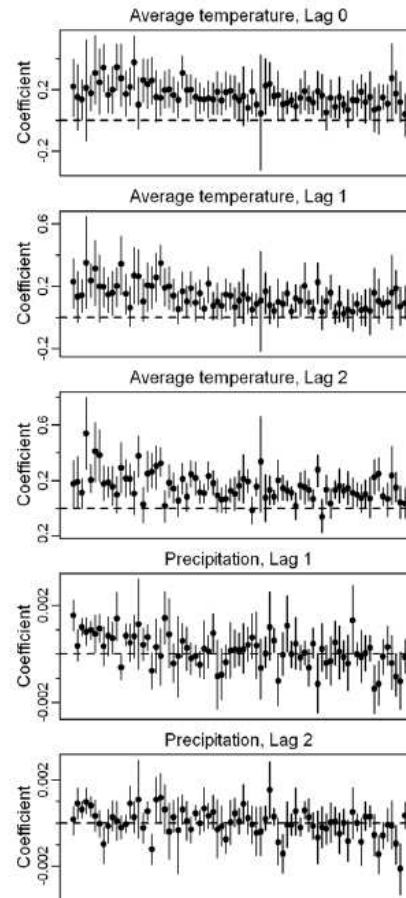 Average temperature, Lag 0
Coefficient
0.2
-0.2
Average temperature, Lag 1
Coefficient
0.6
0.2
-0.2
Average temperature, Lag 2
Coefficient
0.6
0.2
0.2
Precipitation, Lag 1
Coefficient
0.002
-0.002
Precipitation, Lag 2
Coefficient
0.002
-0.002